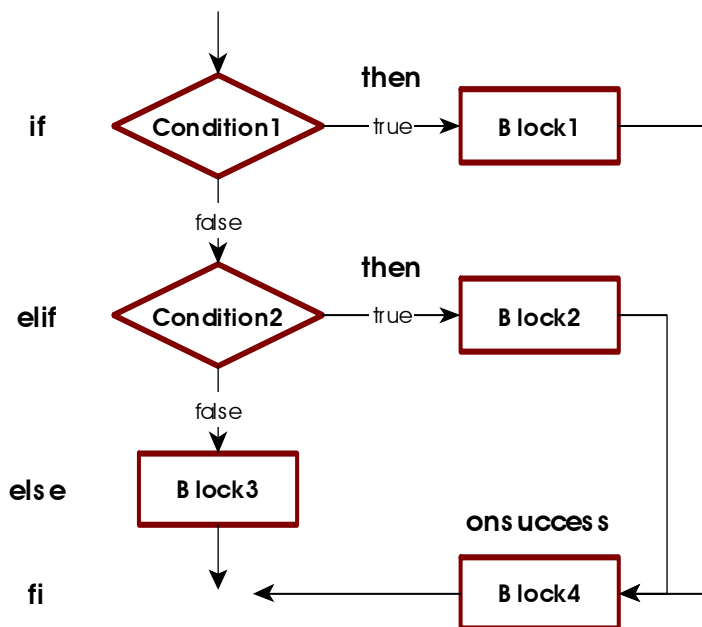 then
if
Condition1
true
Block1
false
then
elif
Condition2
true
Block2
false
else
Block3
onsuccess
fi
Block4